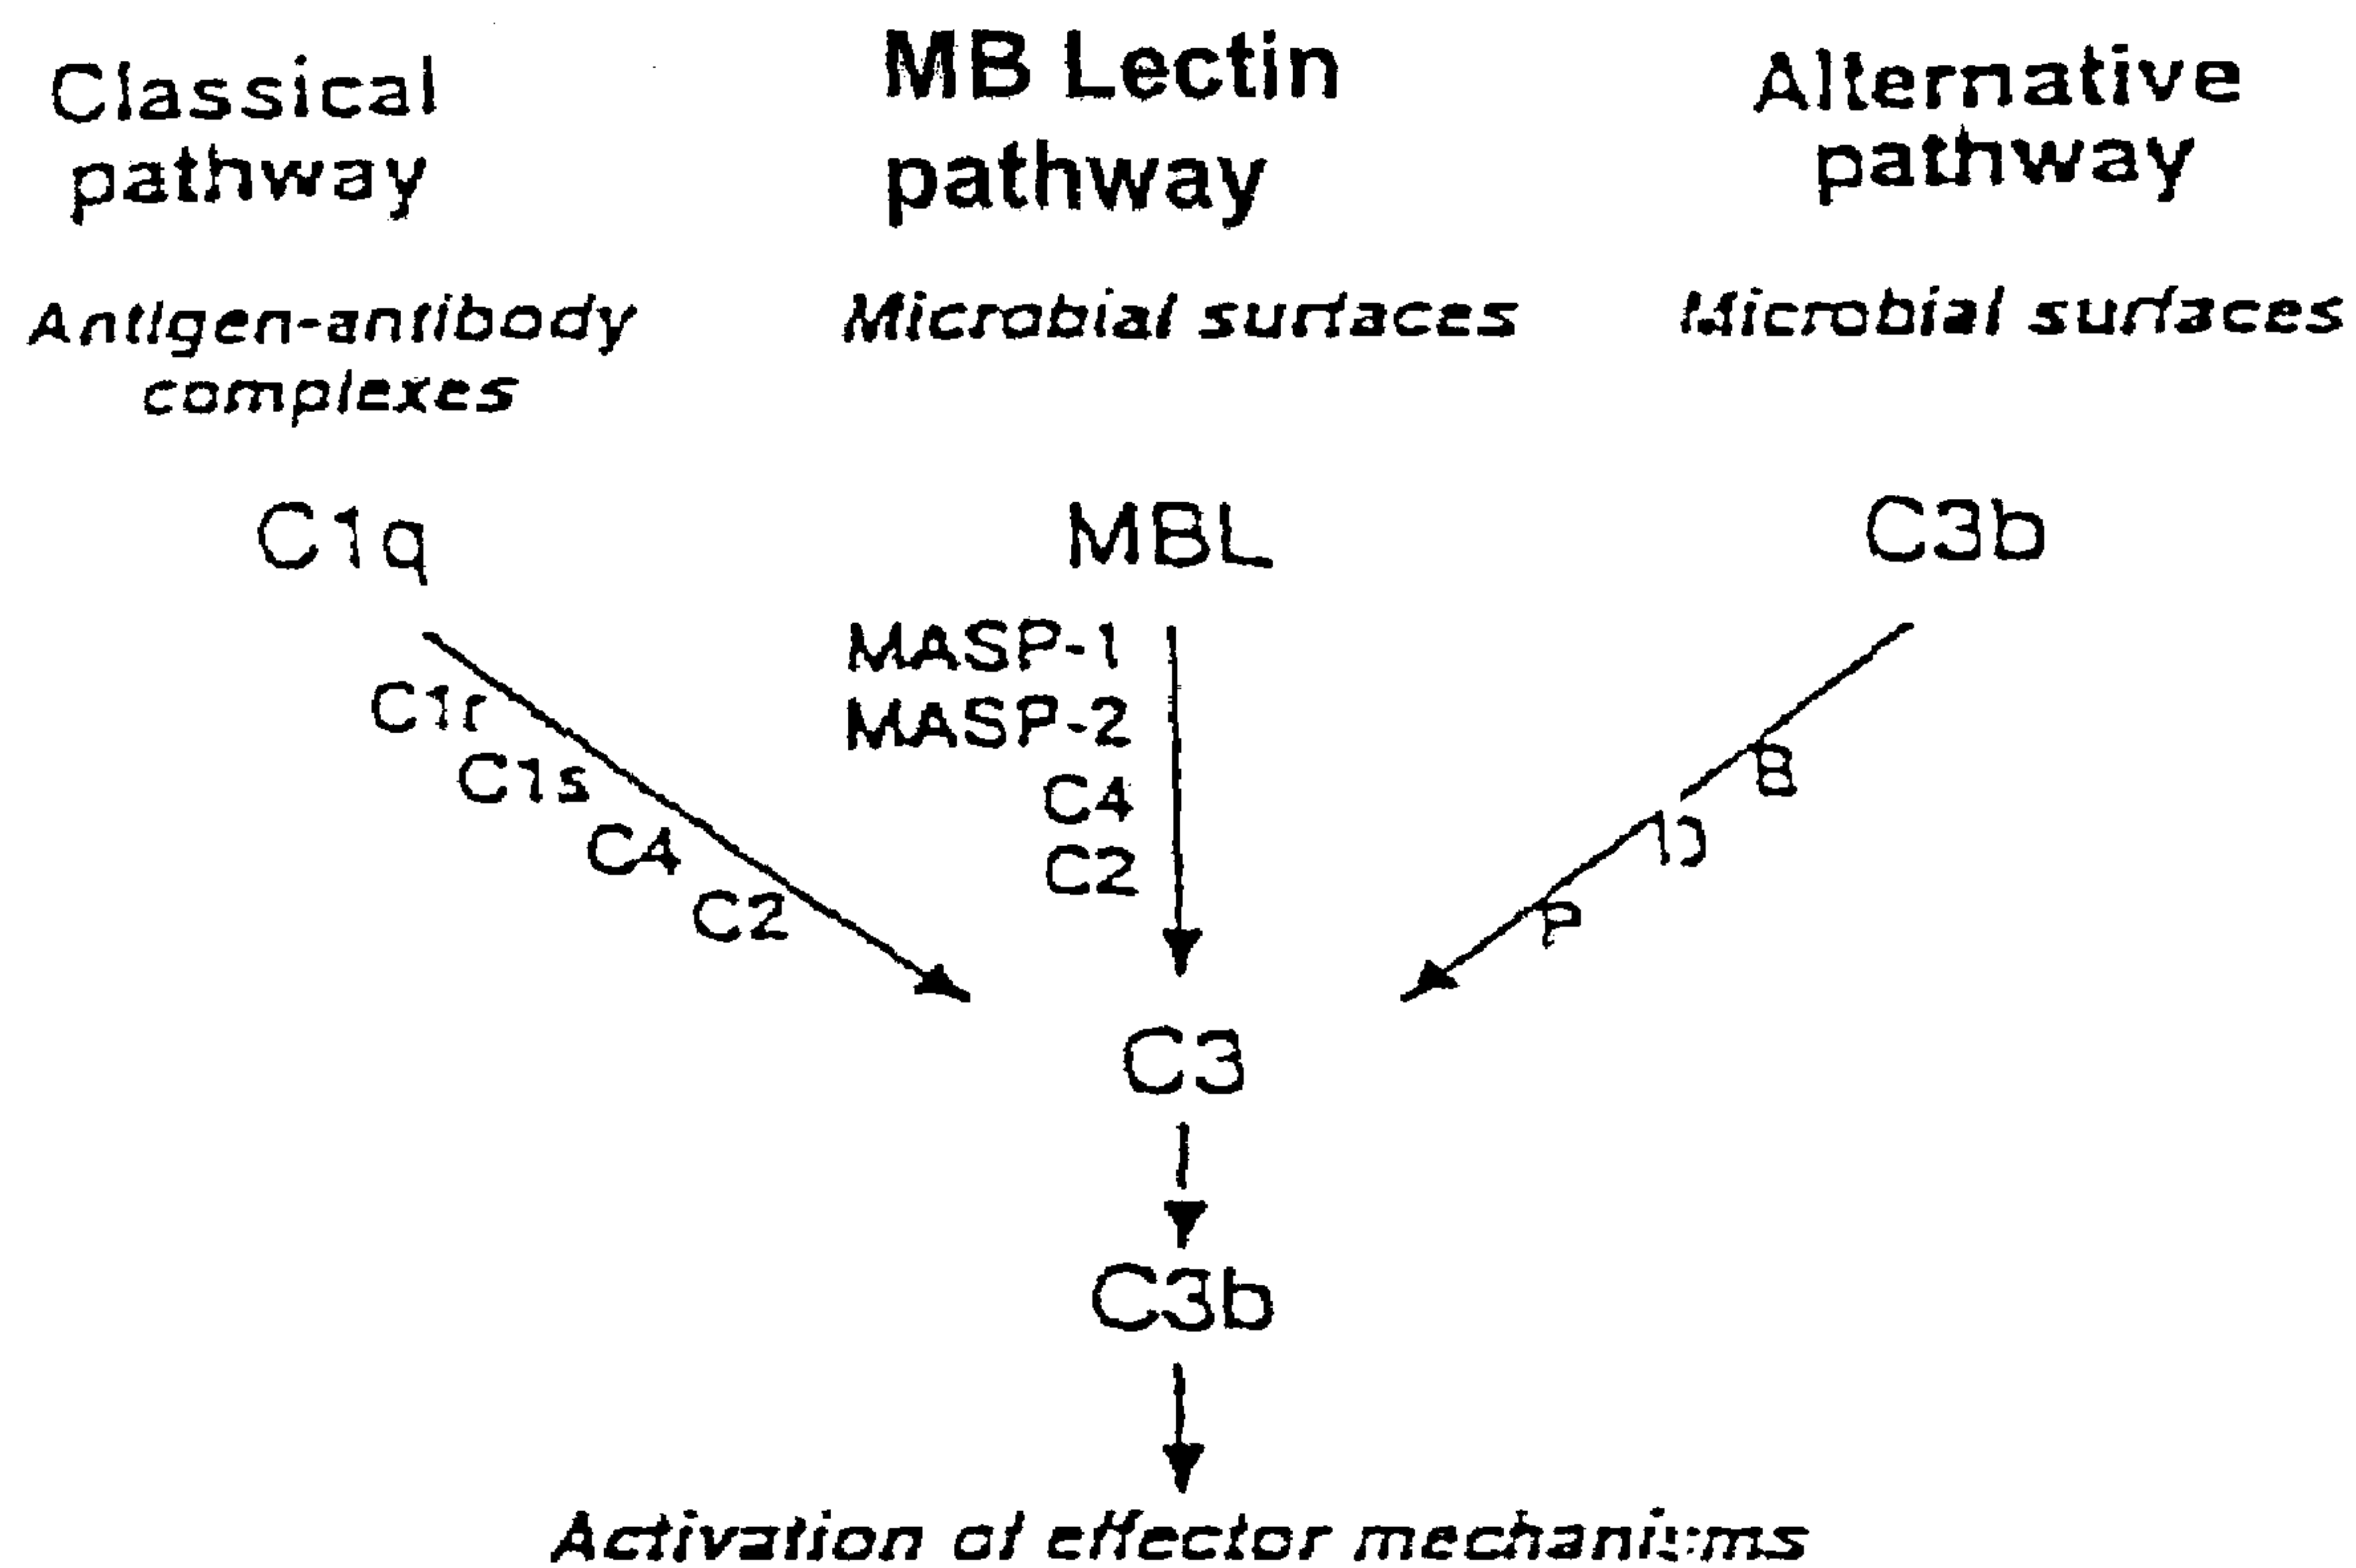 Classical
pathway
MB Lectin
pathway
Alternative
pathway
Antigen-antibody
complexes
Microbial surfaces
Microbial surfaces
C1q
MBL
C3b
C1r
C1s
C4
C2
MASP-1
MASP-2
C4
C2
B
D
P
C3
C3b
Activation of effector mechanisms